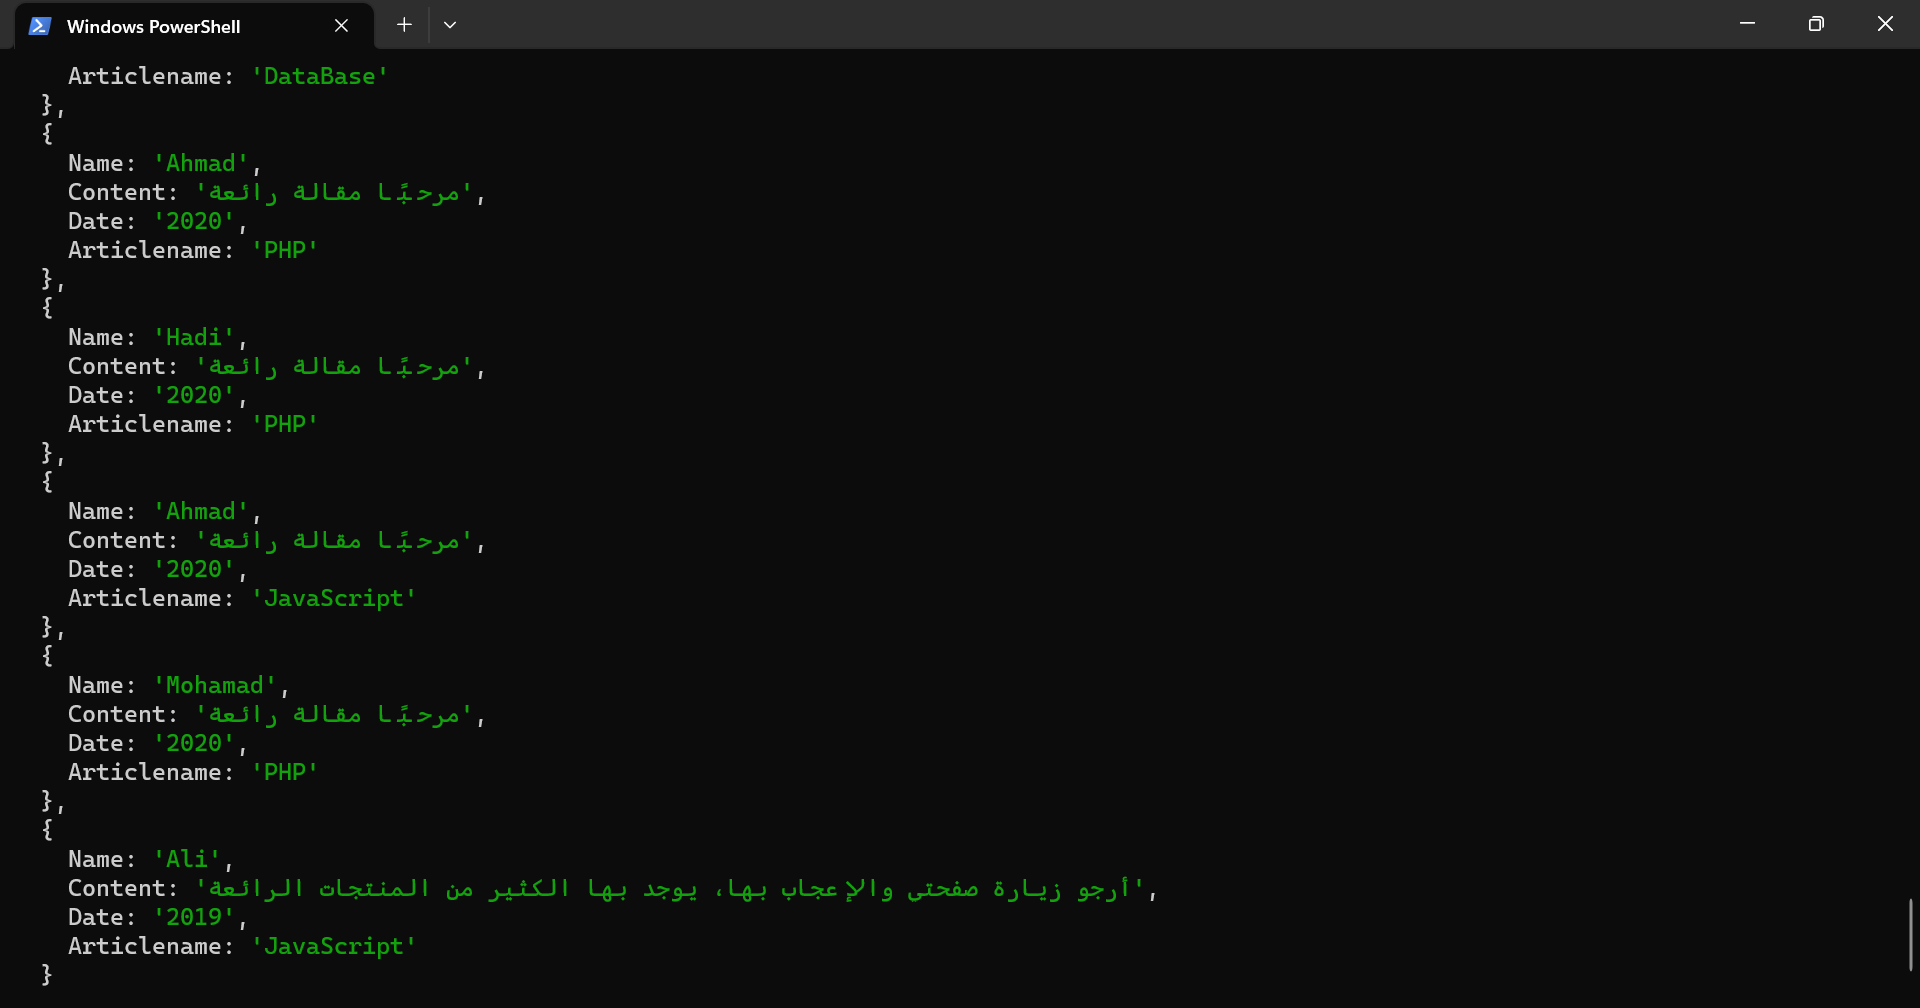 Windows PowerShell
Articlename: 'DataBase'
},
{
Name: 'Ahmad',
Content: 'مرحبًا مقالة رائعة',
Date: '2020',
Articlename: 'PHP'
},
{
Name: 'Hadi',
Content: 'مرحبًا مقالة رائعة',
Date: '2020',
Articlename: 'PHP'
},
{
Name: 'Ahmad',
Content: 'مرحبًا مقالة رائعة',
Date: '2020',
Articlename: 'JavaScript'
},
{
Name: 'Mohamad',
Content: 'مرحبًا مقالة رائعة',
Date: '2020',
Articlename: 'PHP'
},
{
Name: 'Ali',
Content: 'أرجو زيارة صفحتي والإعجاب بها، يوجد بها الكثير من المنتجات الرائعة',
Date: '2019',
Articlename: 'JavaScript'
}